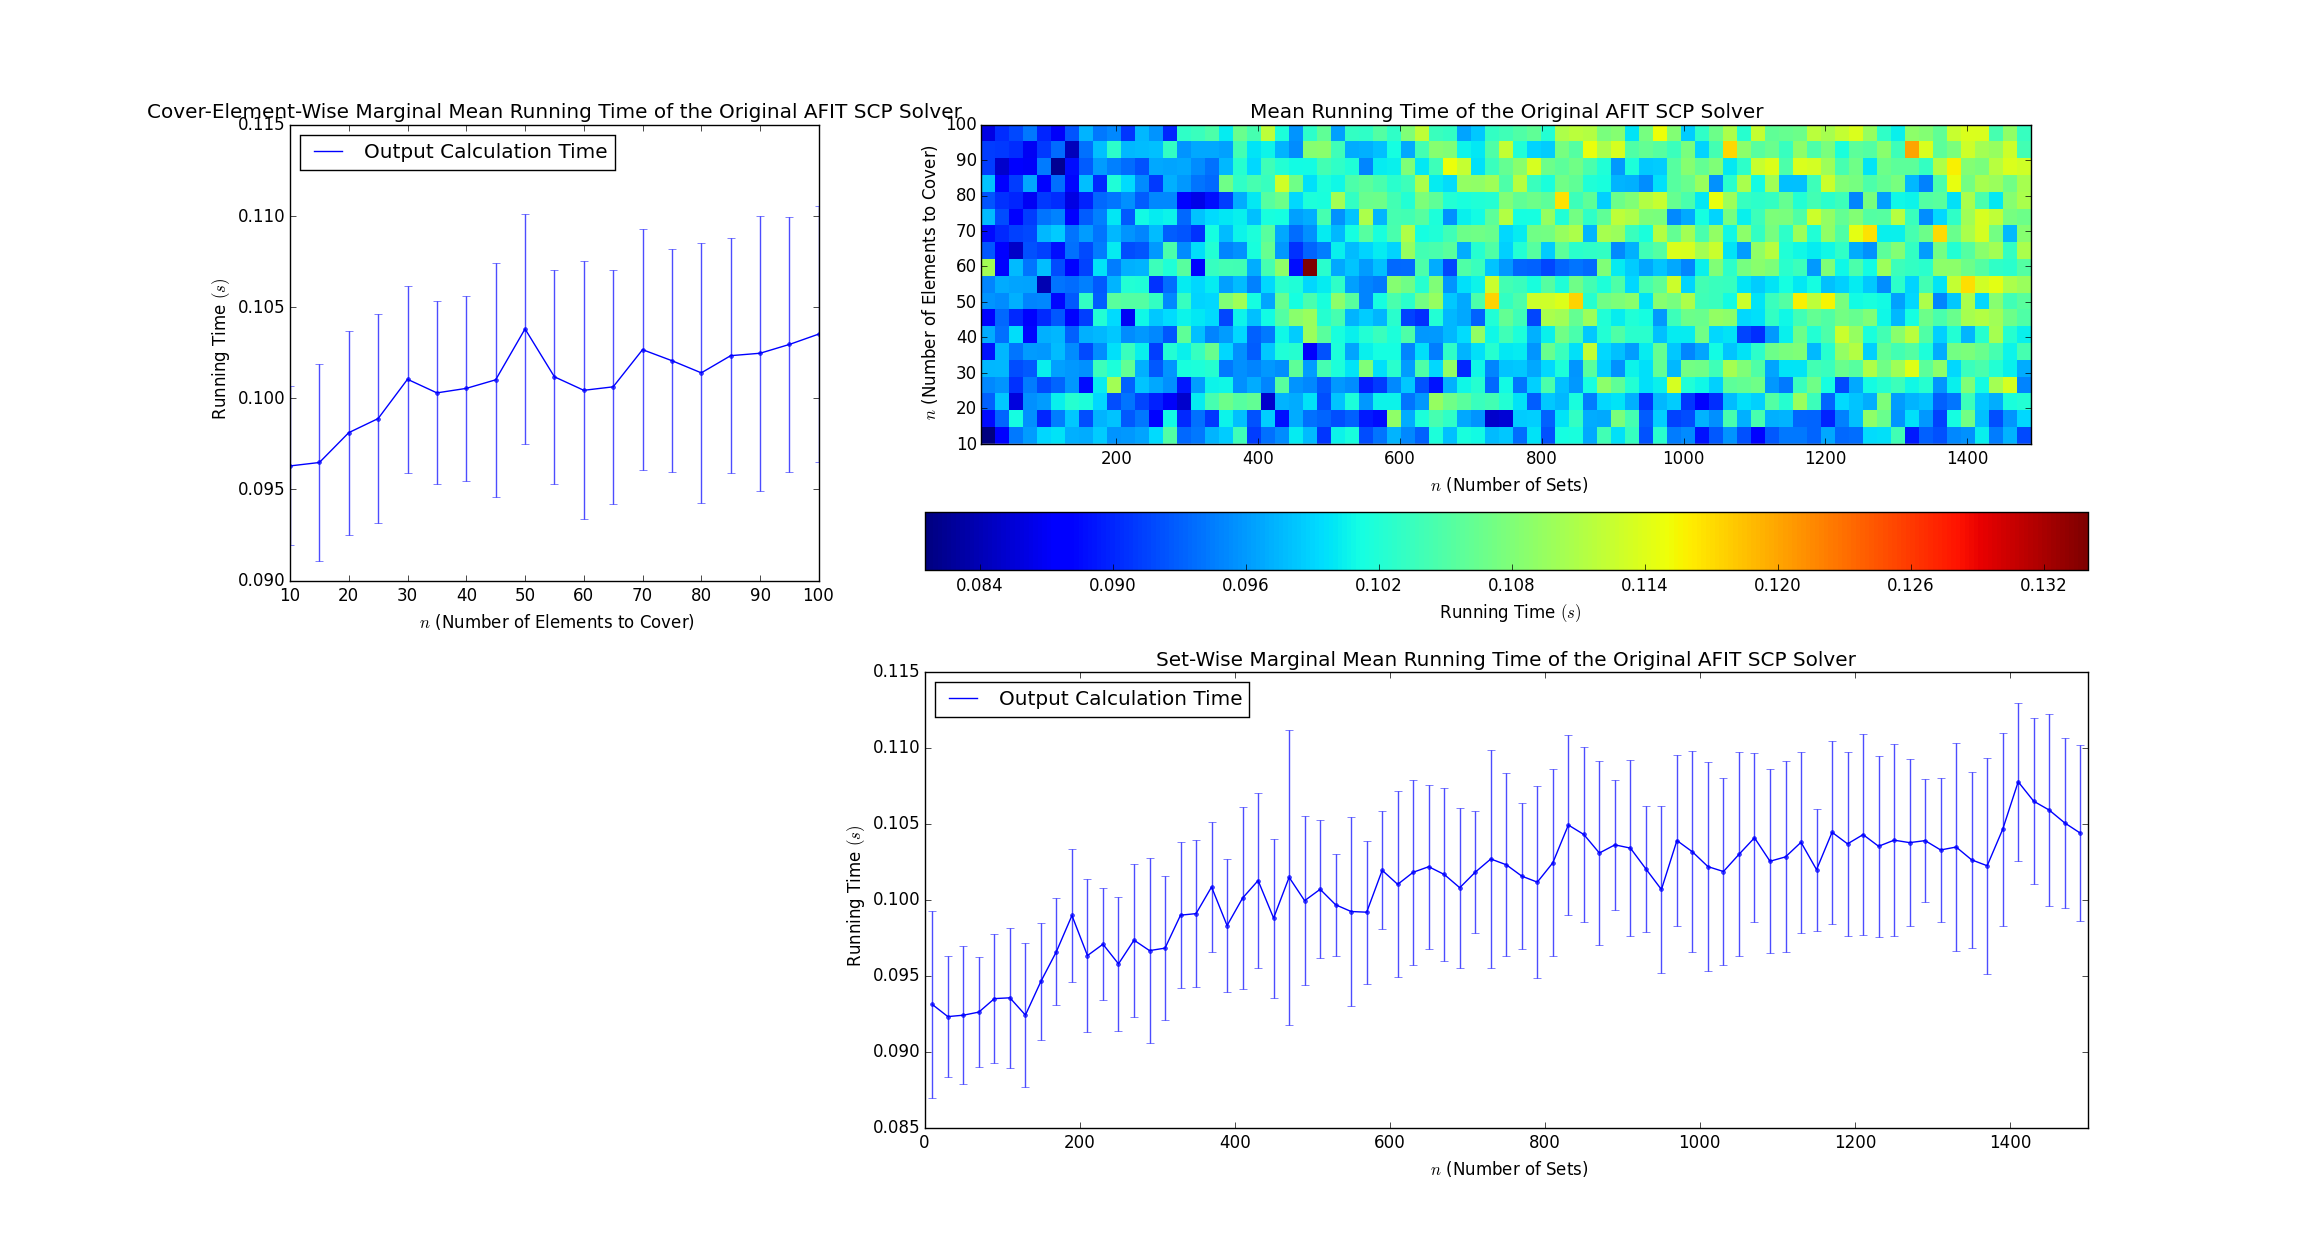 Cover-Element-Wise Marginal Mean Running Time of the Original AFIT SCP Solver
0.115
0.110
0.105
0.100
0.095
0.090
Running Time (s)
Output Calculation Time
10 20 30 40 50 60 70 80 90 100
n (Number of Elements to Cover)
Mean Running Time of the Original AFIT SCP Solver
100
90
80
70
60
50
40
30
20
10
n (Number of Elements to Cover)
200 400 600 800 1000 1200 1400
n (Number of Sets)
0.084 0.090 0.096 0.102 0.108 0.114 0.120 0.126 0.132
Running Time (s)
Set-Wise Marginal Mean Running Time of the Original AFIT SCP Solver
0.115
0.110
0.105
0.100
0.095
0.090
0.085
Running Time (s)
Output Calculation Time
0 200 400 600 800 1000 1200 1400
n (Number of Sets)